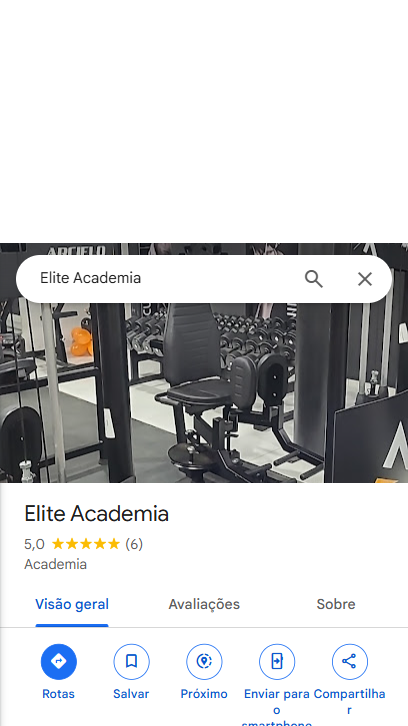 ARCIELO
Elite Academia
Elite Academia
5,0 ★★★★★ (6)
Academia
Visão geral Avaliações Sobre
Rotas Salvar Próximo Enviar para o smartphone Compartilhar